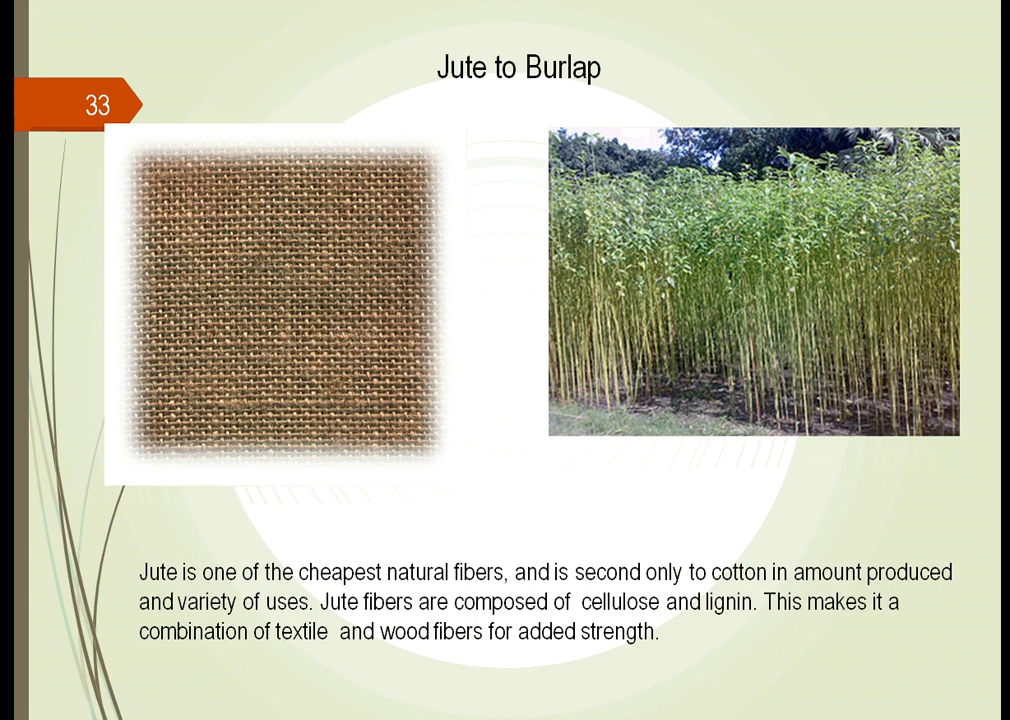 Jute to Burlap
33
Jute is one of the cheapest natural fibers, and is second only to cotton in amount produced
and variety of uses. Jute fibers are composed of cellulose and lignin. This makes it a
combination of textile and wood fibers for added strength.